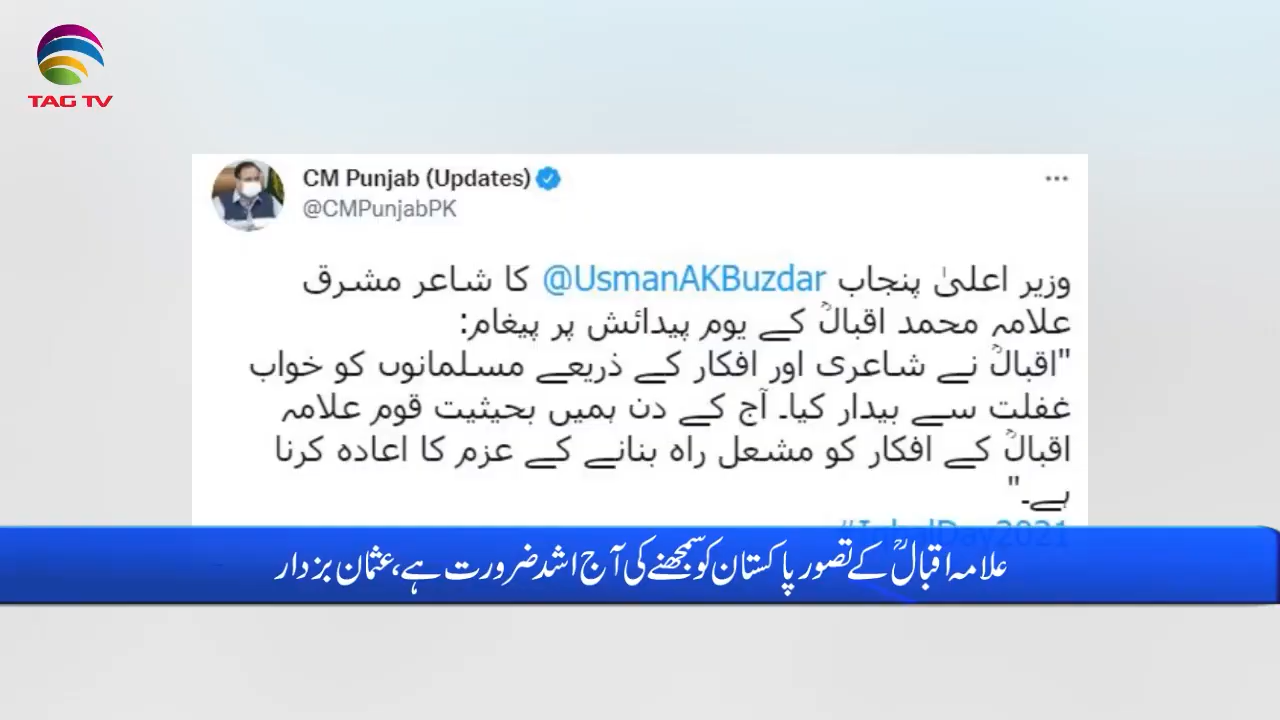 TAG TV
CM Punjab (Updates)
@CMPunjabPK
وزیر اعلیٰ پنجاب @UsmanAKBuzdar کا شاعر مشرق
علامہ محمد اقبالؒ کے یوم پیدائش پر پیغام:
"اقبالؒ نے شاعری اور افکار کے ذریعے مسلمانوں کو خواب
غفلت سے بیدار کیا۔ آج کے دن ہمیں بحیثیت قوم علامہ
اقبالؒ کے افکار کو مشعل راہ بنانے کے عزم کا اعادہ کرنا
ہے۔"
#IqbalDay2021
علامہ اقبالؒ کے تصور پاکستان کو سمجھنے کی آج اشد ضرورت ہے، عثمان بزدار